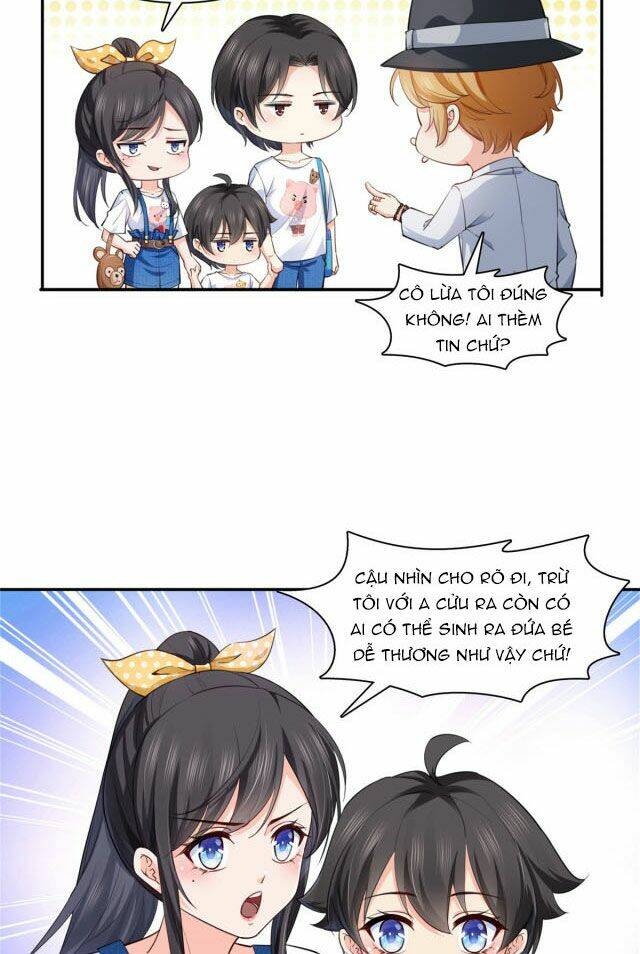 CÔ LỪA TÔI ĐÚNG
KHÔNG! AI THÈM
TIN CHỨ?
CẬU NHÌN CHO RÕ ĐI, TRỪ
TÔI VỚI A CỬU RA CÒN CÓ
AI CÓ THỂ SINH RA ĐỨA BÉ
DỄ THƯƠNG NHƯ VẬY CHỨ!